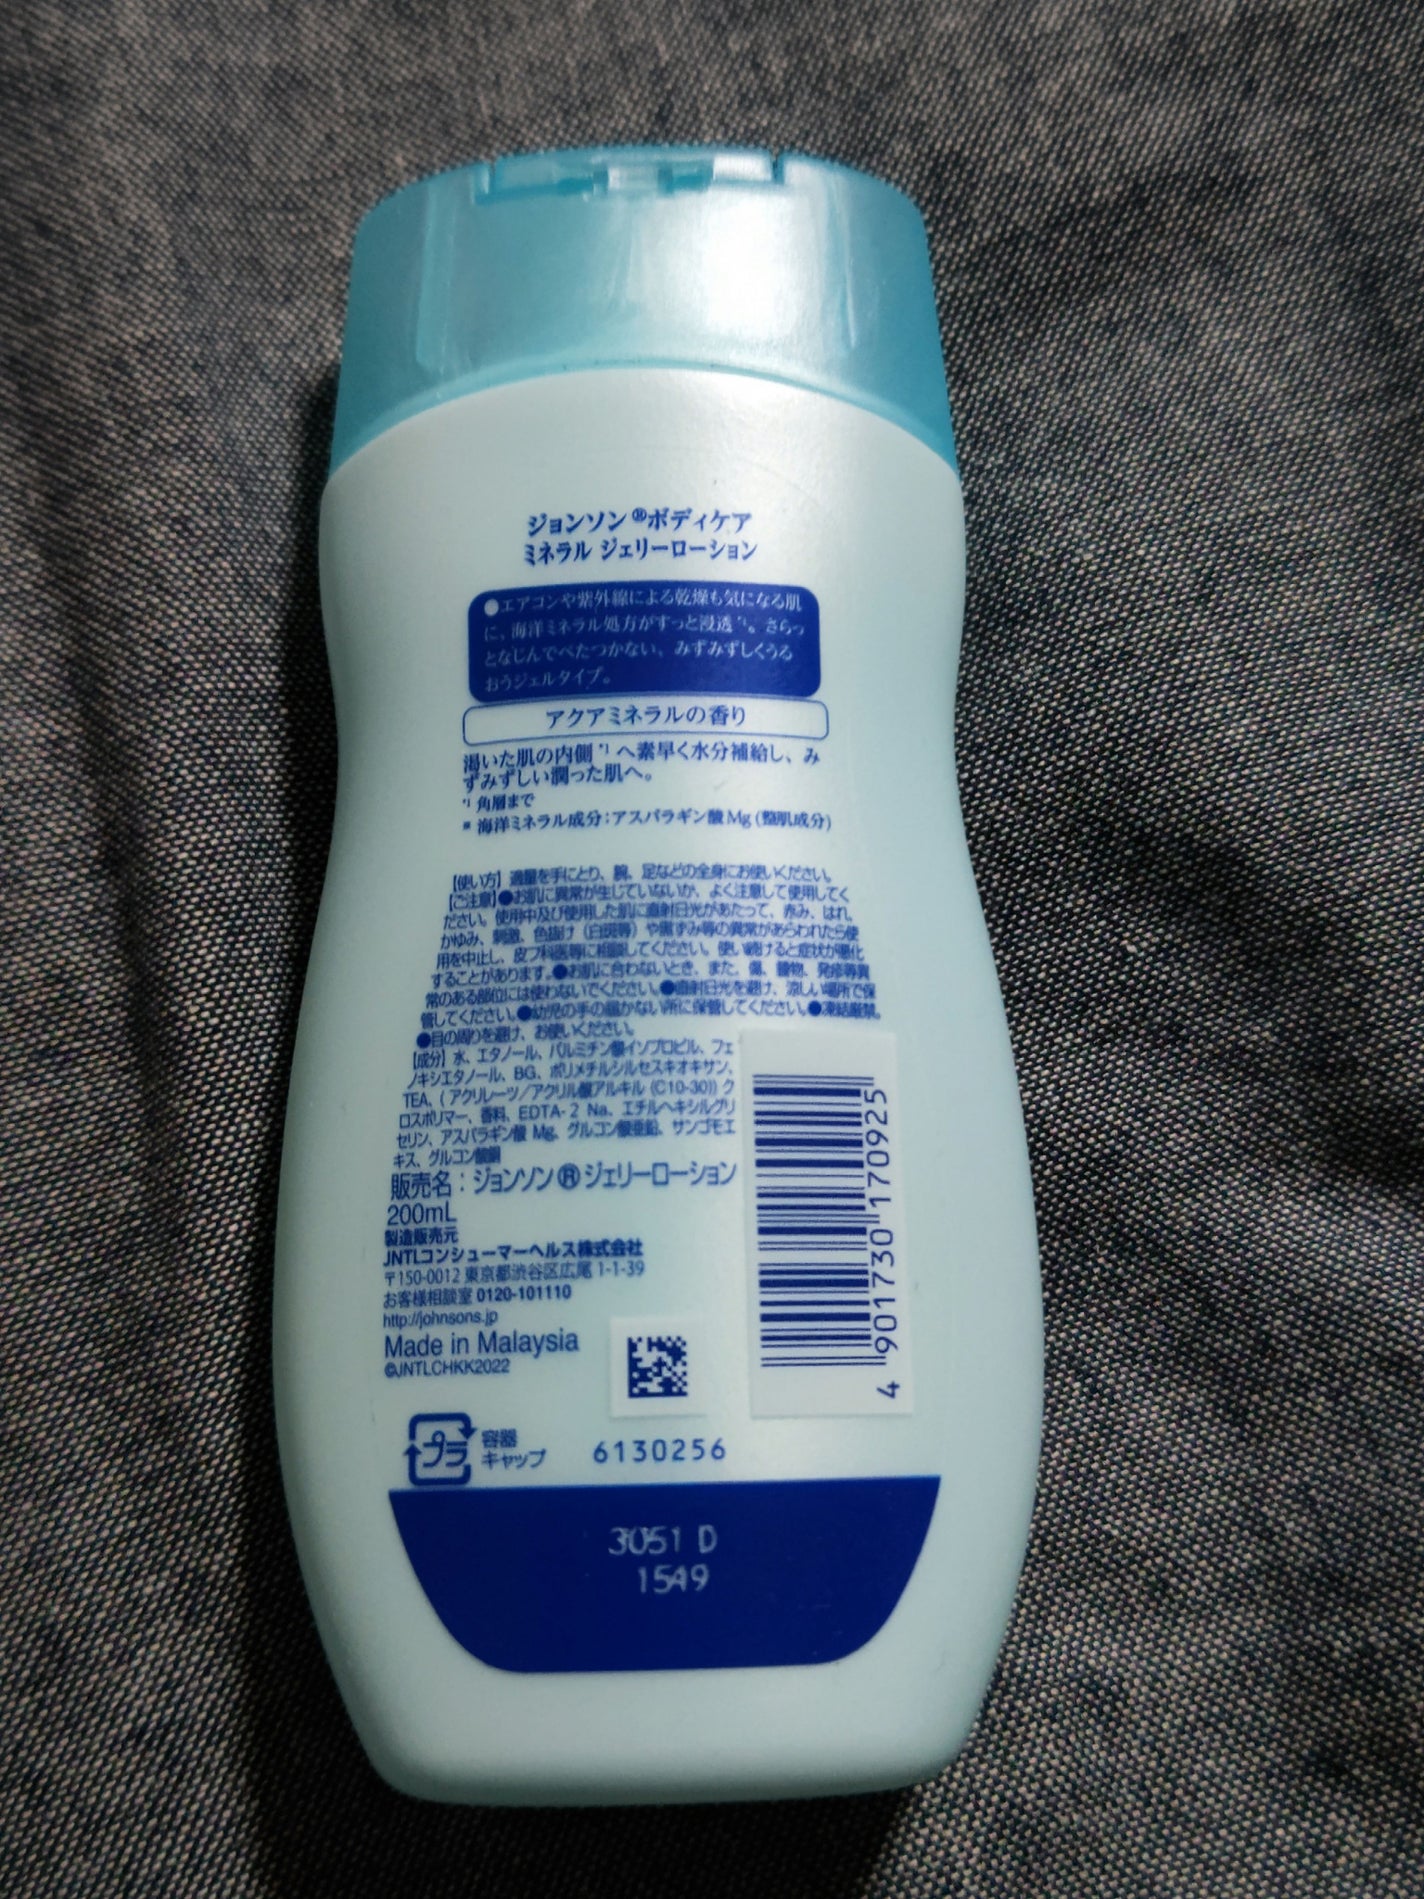 ジョンソン®ボディケア
ミネラル ジェリーローション
●エアコンや紫外線による乾燥も気になる肌
に、海洋ミネラル処方がすっと浸透*1。さらっ
となじんでべたつかない、みずみずしくうる
おうジェルタイプ。
アクアミネラルの香り
渇いた肌の内側*1へ素早く水分補給し、み
ずみずしい潤った肌へ。
*1 角層まで
※ 海洋ミネラル成分:アスパラギン酸Mg(整肌成分)
【使い方】適量を手にとり、腕、足などの全身にお使いください。
【ご注意】●お肌に異常が生じていないか、よく注意して使用してく
ださい。使用中及び使用した肌に直射日光があたって、赤み、はれ、
かゆみ、刺激、色抜け(白斑等)や黒ずみ等の異常があらわれたら使
用を中止し、皮フ科医等に相談してください。使い続けると症状が悪化
することがあります。●お肌に合わないとき、また、傷、腫物、発疹等異
常のある部位には使わないでください。●直射日光を避け、涼しい場所で保
管してください。●幼児の手の届かない所に保管してください。●凍結厳禁。
●目の周りを避け、お使いください。
【成分】水、エタノール、パルミチン酸イソプロピル、フェ
ノキシエタノール、BG、ポリメチルシルセスキオキサン、
TEA、(アクリレーツ/アクリル酸アルキル(C10-30))ク
ロスポリマー、香料、EDTA-2Na、エチルヘキシルグリ
セリン、アスパラギン酸 Mg、グルコン酸亜鉛、サンゴモエ
キス、グルコン酸銅
販売名:ジョンソン®ジェリーローション
200mL
製造販売元
JNTLコンシューマーヘルス株式会社
〒150-0012 東京都渋谷区広尾 1-1-39
お客様相談室 0120-101110
http://johnsons.jp
Made in Malaysia
©JNTLCHKK2022
4 901730 170925
プラ
容器
キャップ
6130256
3051 D
1549